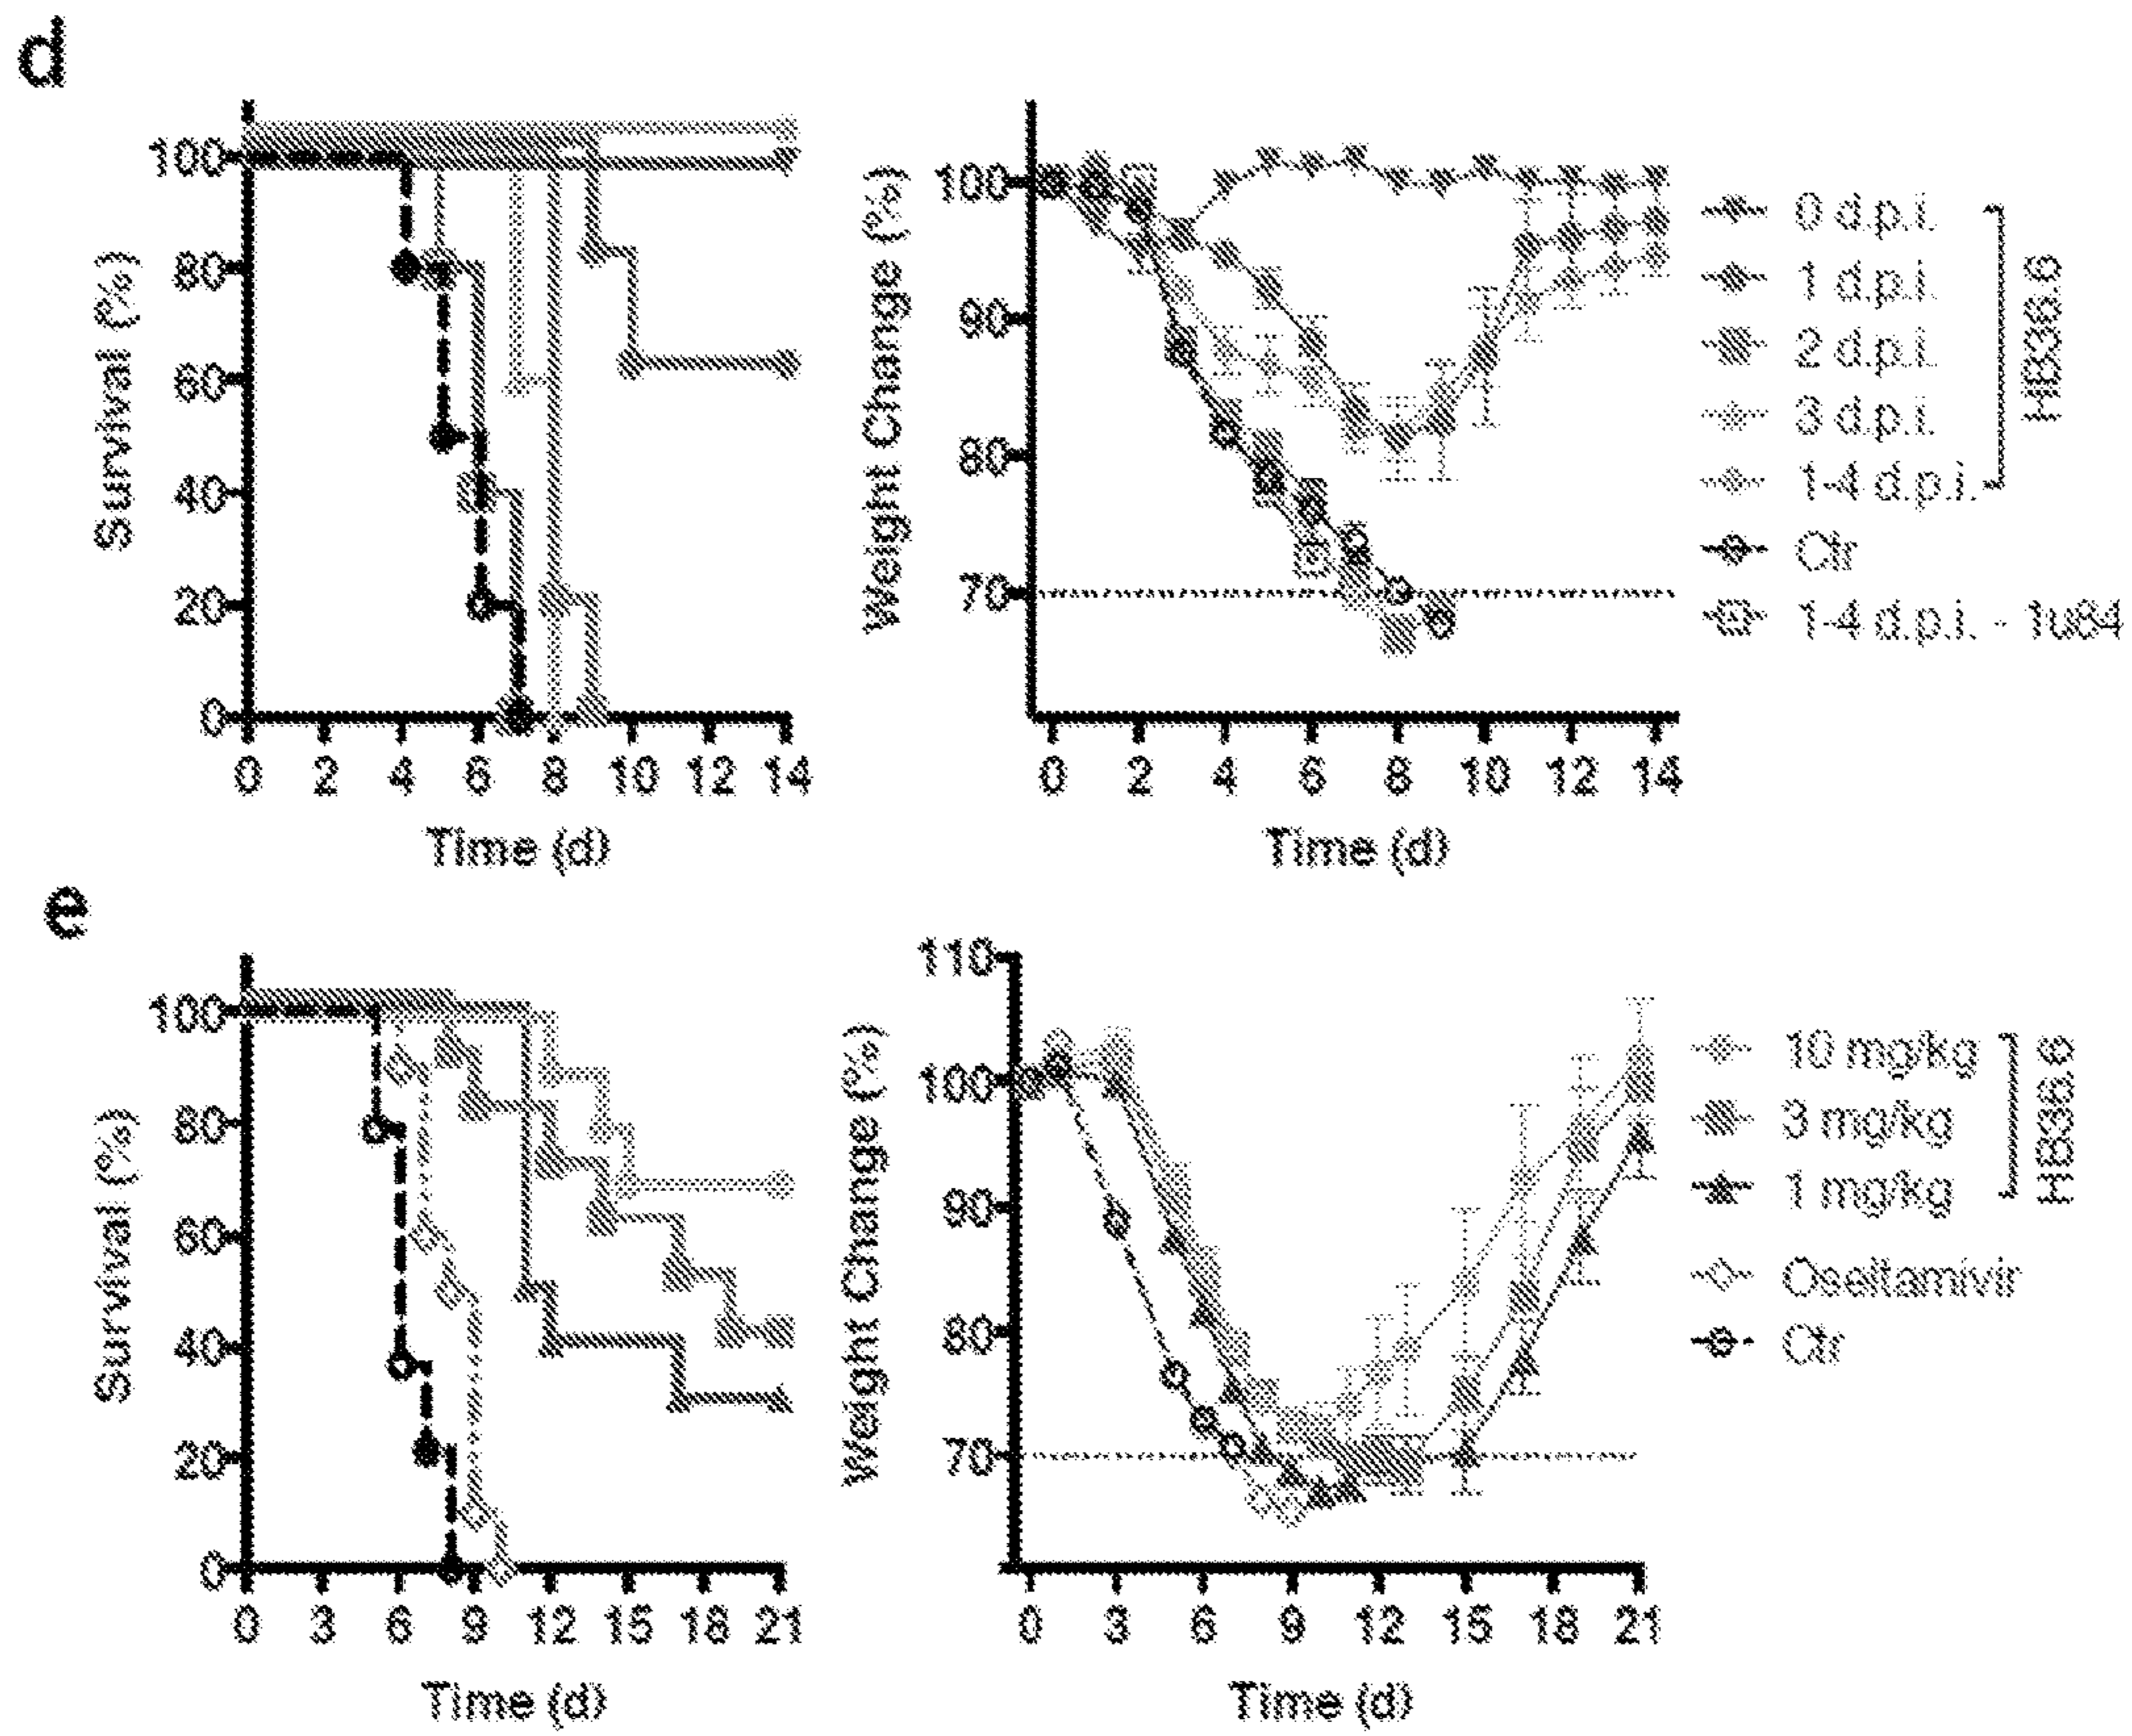 d
Survival (%)
100
80
60
40
20
0
0 2 4 6 8 10 12 14
Time (d)
Weight Change (%)
100
90
80
70
0 2 4 6 8 10 12 14
Time (d)
0 d.p.i.
1 d.p.i.
2 d.p.i.
3 d.p.i.
1-4 d.p.i.
HB36.6
Ctr
1-4 d.p.i. - 1u84
e
Survival (%)
100
80
60
40
20
0
0 3 6 9 12 15 18 21
Time (d)
Weight Change (%)
110
100
90
80
70
0 3 6 9 12 15 18 21
Time (d)
10 mg/kg
3 mg/kg
1 mg/kg
HB36.6
Oseltamivir
Ctr